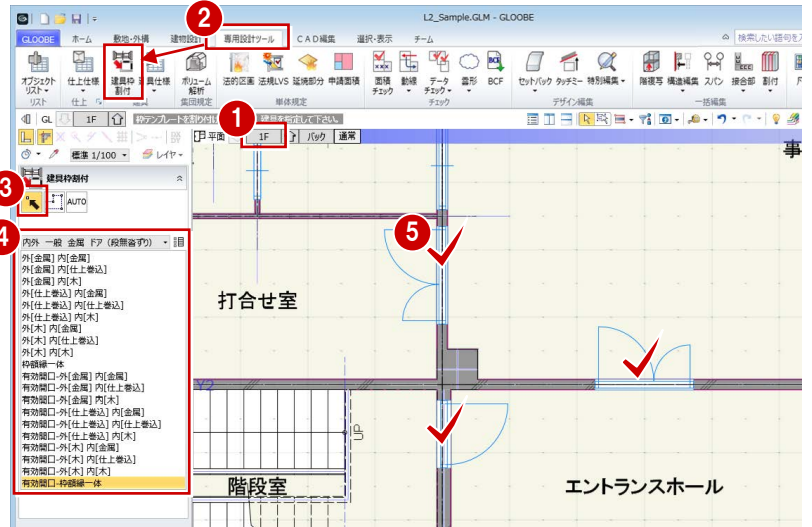 L2_Sample.GLM - GLOOBE
2
GLOOBE ホーム 敷地・外構 建物設計 専用設計ツール CAD編集 選択・表示 チーム
検索したい語句を入
オブジェクト
リスト
仕上仕様
建具枠
割付
ボリューム
解析
法的区画
法規LVS
延焼部分
申請面積
面積
チェック
動線
データ
チェック
雲形
BCF
セットバック
タッチミー
特別編集
階複写
構造編集
スパン
接合部
割付
リスト 仕上 建具 集団規定 単体規定 チェック デザイン編集 一括編集
GL 1F
枠テンプレートを割り付け
建具を指定して下さい。
1
平面 1F バック 通常
標準 1/100 レイヤー
建具枠割付
3
AUTO
4
内外 一般 金属 ドア (段無沓ずり)
外[金属] 内[金属]
外[金属] 内[仕上巻込]
外[金属] 内[木]
外[仕上巻込] 内[金属]
外[仕上巻込] 内[仕上巻込]
外[仕上巻込] 内[木]
外[木] 内[金属]
外[木] 内[仕上巻込]
外[木] 内[木]
枠額縁一体
有効開口-外[金属] 内[金属]
有効開口-外[金属] 内[仕上巻込]
有効開口-外[金属] 内[木]
有効開口-外[仕上巻込] 内[金属]
有効開口-外[仕上巻込] 内[仕上巻込]
有効開口-外[仕上巻込] 内[木]
有効開口-外[木] 内[金属]
有効開口-外[木] 内[仕上巻込]
有効開口-外[木] 内[木]
有効開口-枠額縁一体
事
5
打合せ室
Y2
UP
階段室
エントランスホール